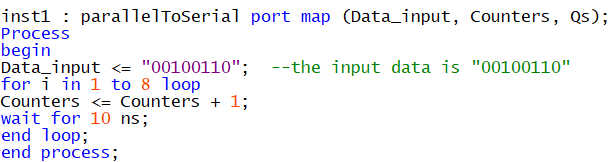 inst1 : parallelToSerial port map (Data_input, Counters, Qs);
Process
begin
Data_input <= "00100110";  --the input data is "00100110"
for i in 1 to 8 loop
Counters <= Counters + 1;
wait for 10 ns;
end loop;
end process;